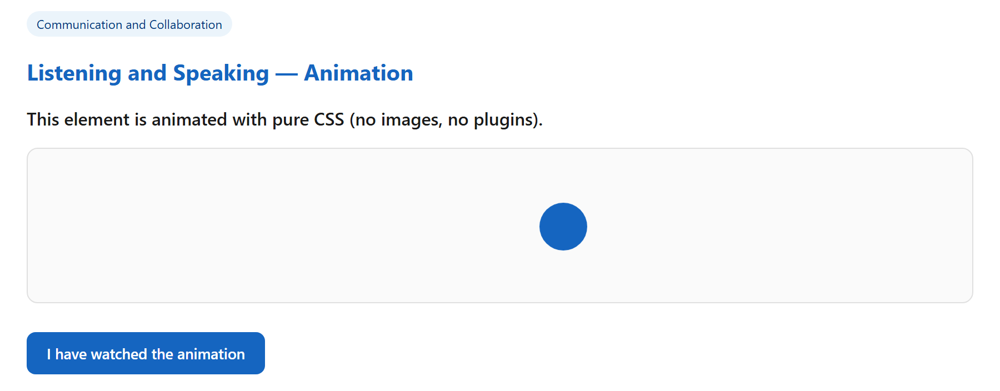 Communication and Collaboration
Listening and Speaking — Animation
This element is animated with pure CSS (no images, no plugins).
I have watched the animation